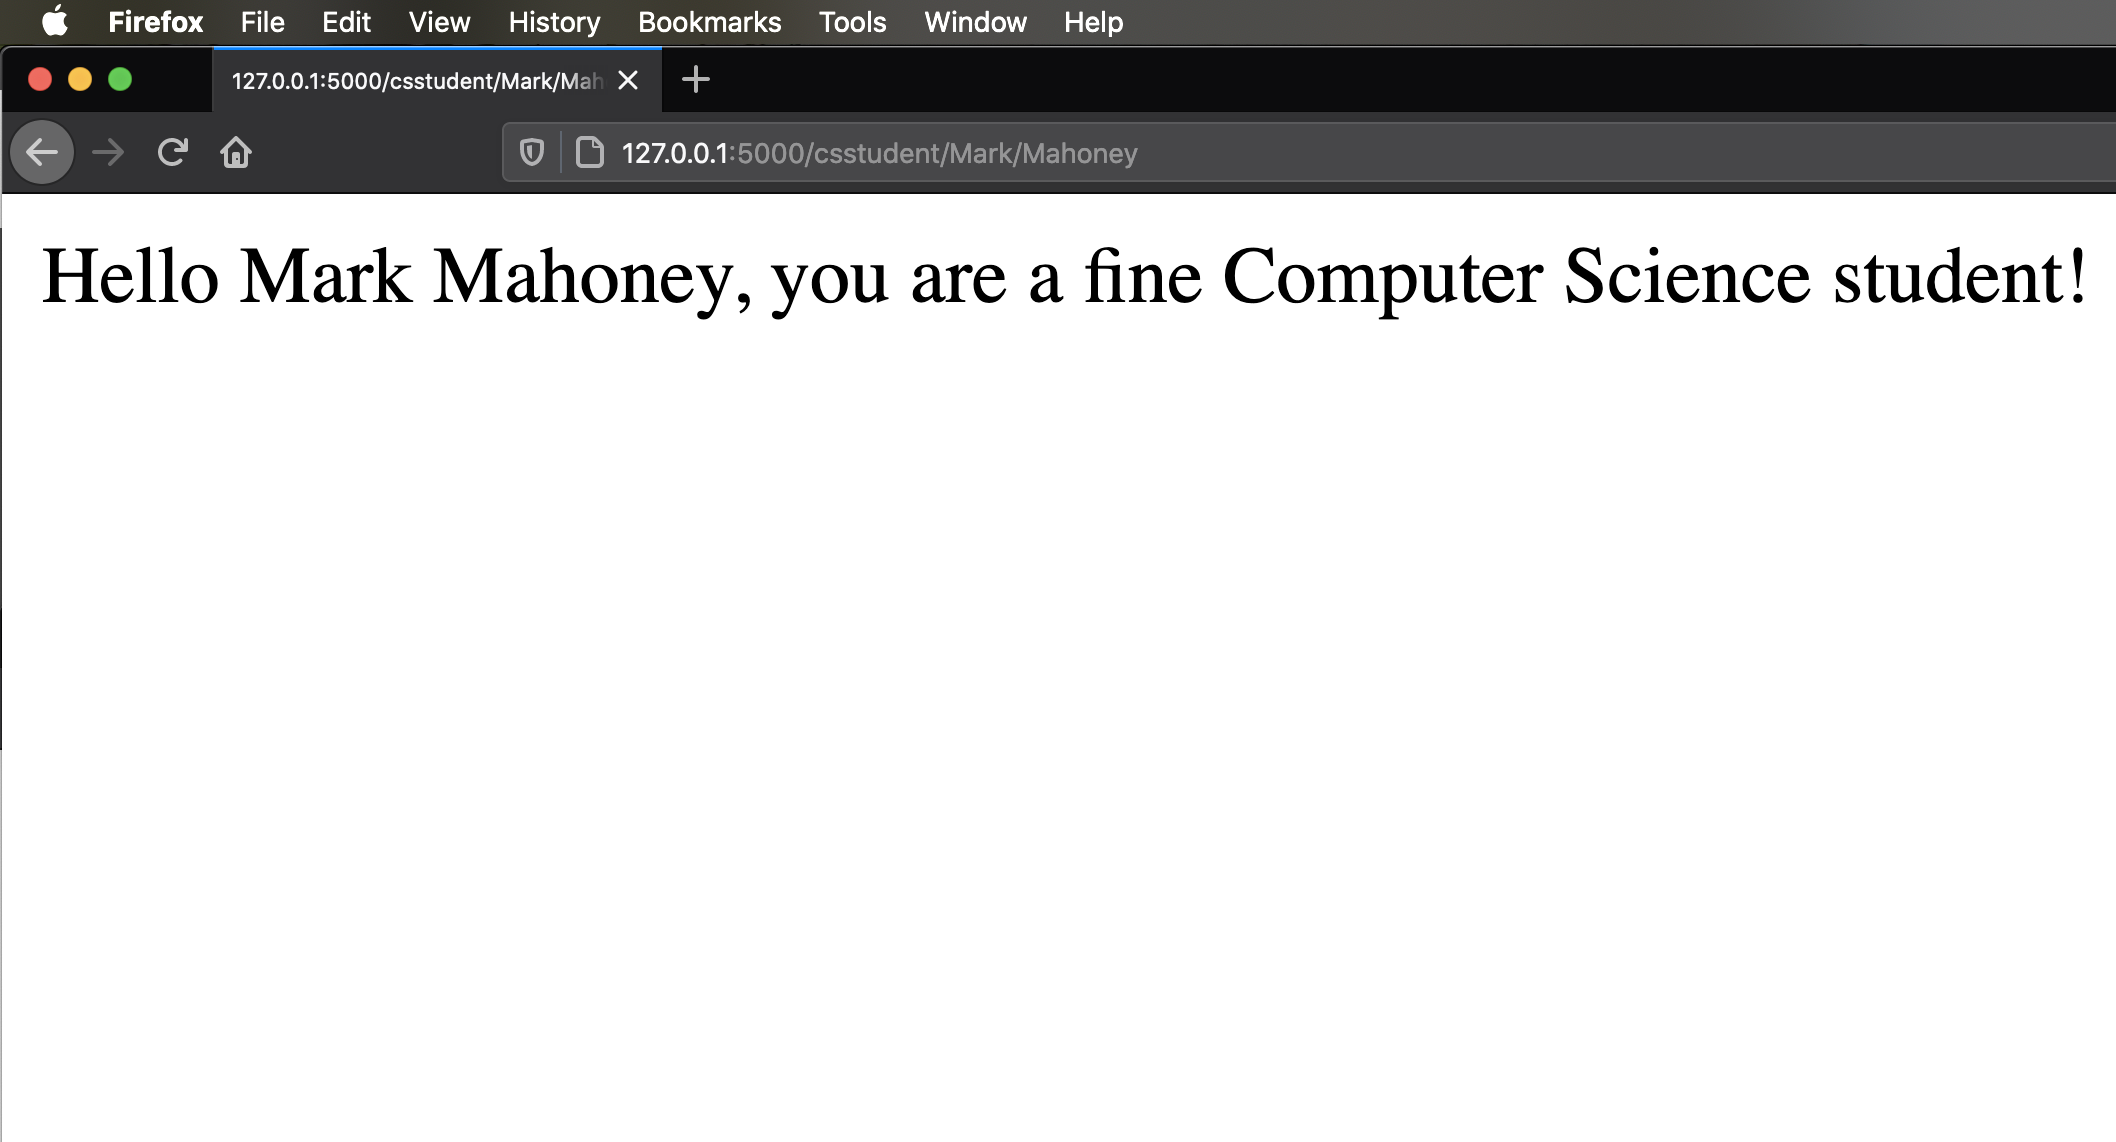 Firefox File Edit View History Bookmarks Tools Window Help
127.0.0.1:5000/csstudent/Mark/Mah
127.0.0.1:5000/csstudent/Mark/Mahoney
Hello Mark Mahoney, you are a fine Computer Science student!